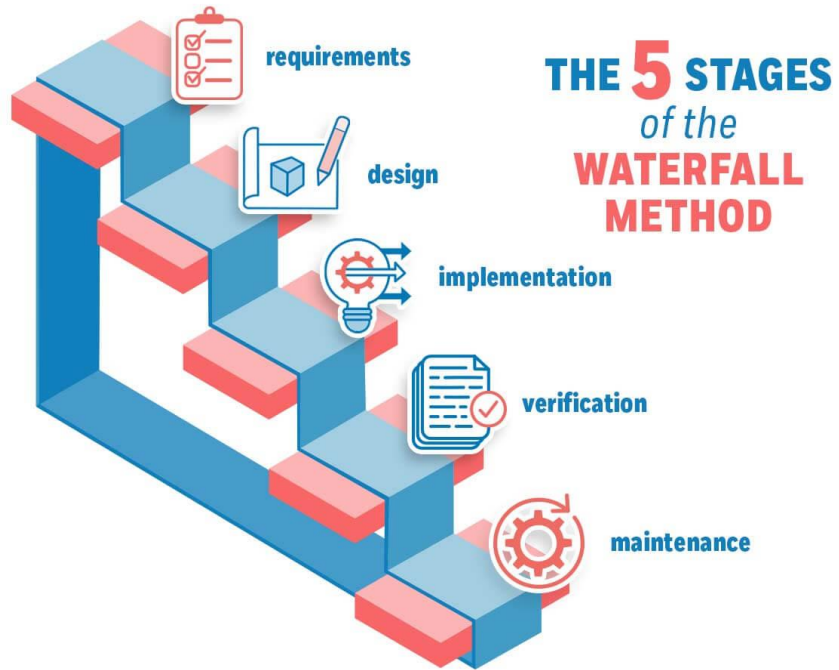 THE 5 STAGES
of the
WATERFALL
METHOD
requirements
design
implementation
verification
maintenance